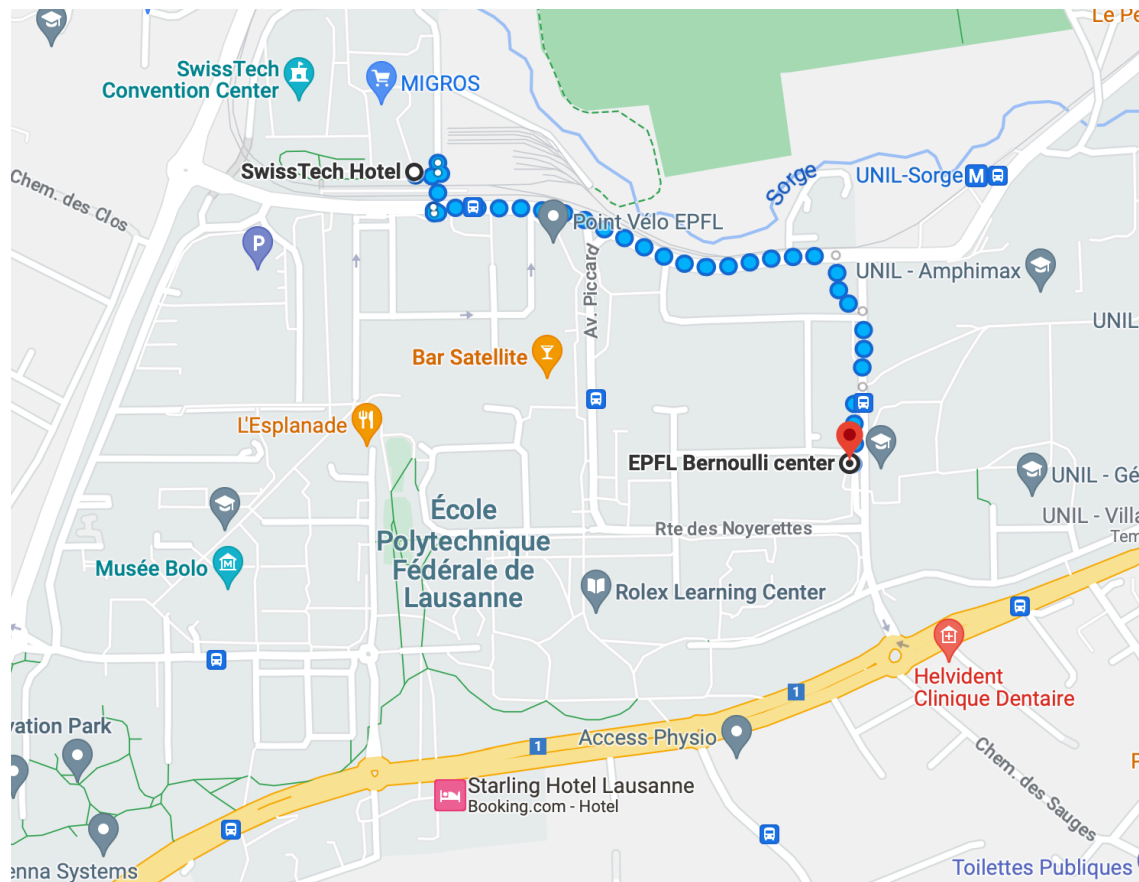 Le Pe
SwissTech
Convention Center
MIGROS
SwissTech Hotel
Chem. des Clos
Sorge
UNIL-Sorge
M
P
Point Vélo EPFL
UNIL - Amphimax
Av. Piccard
UNIL
Bar Satellite
L'Esplanade
EPFL Bernoulli center
UNIL - Gé
École
Polytechnique
Fédérale de
Lausanne
UNIL - Villa
Tem
Rte des Noyerettes
Musée Bolo
M
Rolex Learning Center
Helvident
Clinique Dentaire
1
vation Park
1
Access Physio
Chem. des Sauges
P
Starling Hotel Lausanne
Booking.com - Hotel
enna Systems
Toilettes Publiques